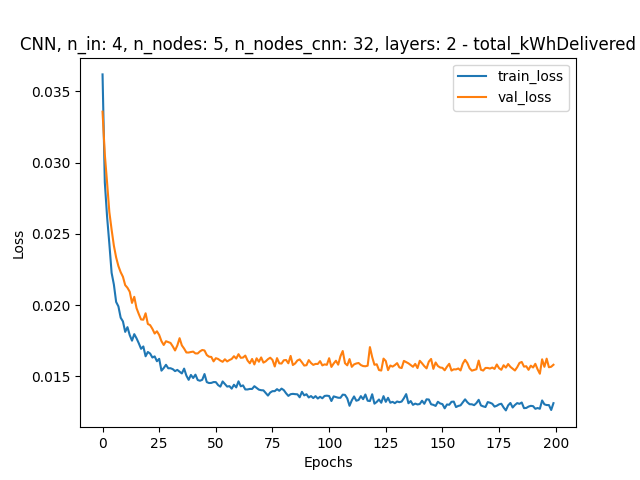 CNN, n_in: 4, n_nodes: 5, n_nodes_cnn: 32, layers: 2 - total_kWhDelivered
train_loss
val_loss
0.035
0.030
0.025
0.020
0.015
Loss
0 25 50 75 100 125 150 175 200
Epochs